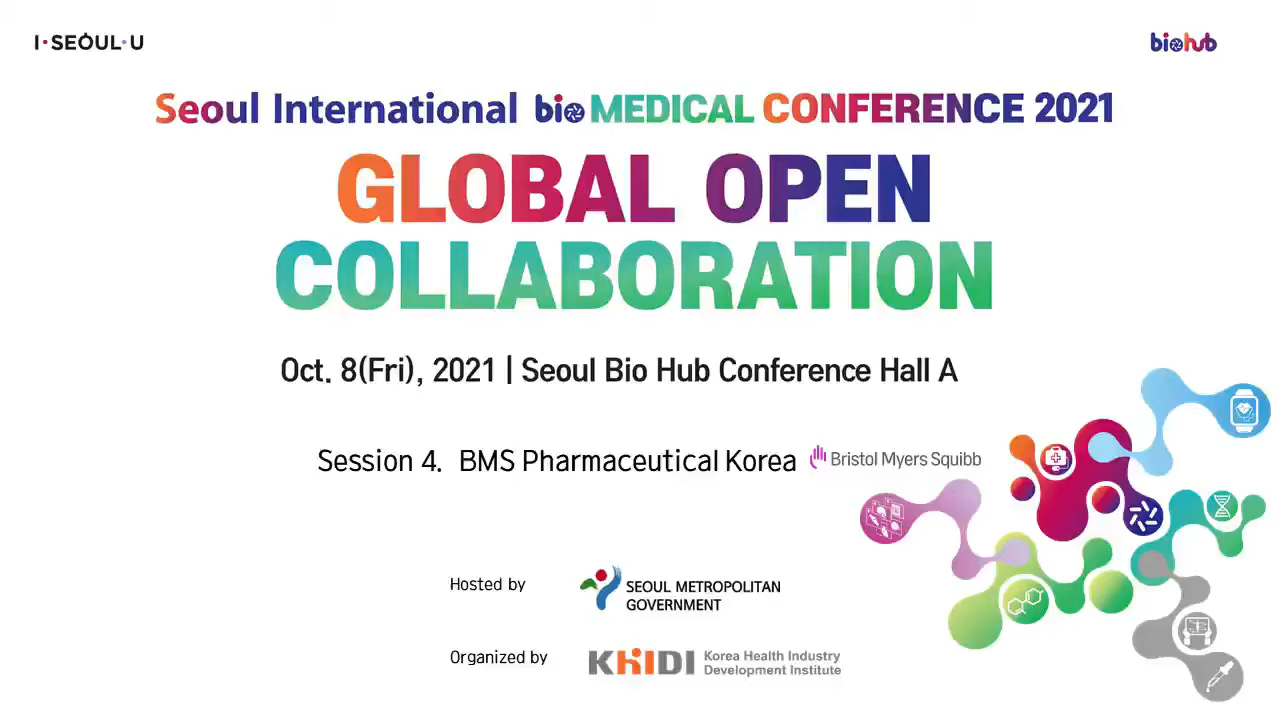 I·SEOUL·U
biohub
Seoul International bio MEDICAL CONFERENCE 2021
GLOBAL OPEN
COLLABORATION
Oct. 8(Fri), 2021 | Seoul Bio Hub Conference Hall A
Session 4. BMS Pharmaceutical Korea Bristol Myers Squibb
Hosted by
SEOUL METROPOLITAN
GOVERNMENT
Organized by
KHIDI
Korea Health Industry
Development Institute